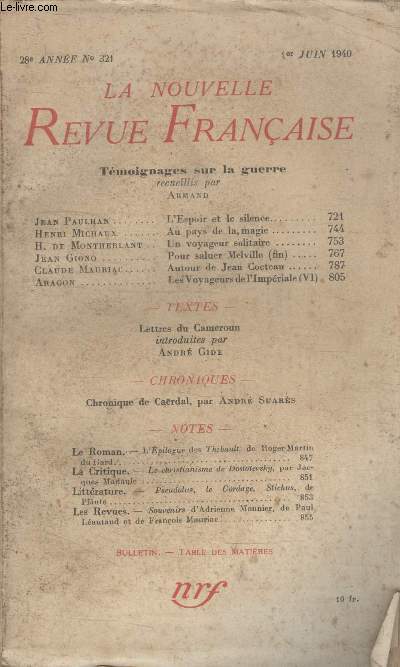 www.le-livre.com
28e ANNÉE No 321 1er JUIN 1940
LA NOUVELLE
REVUE FRANÇAISE
Témoignages sur la guerre
recueillis par
ARMAND
JEAN PAULHAN ........ L'Espoir et le silence......... 721
HENRI MICHAUX ....... Au pays de la magie ......... 744
H. DE MONTHERLANT . Un voyageur solitaire ........ 753
JEAN GIONO .......... Pour saluer Melville (fin) ..... 767
CLAUDE MAURIAC...... Autour de Jean Cocteau ...... 787
ARAGON .............. Les Voyageurs de l'Impériale (VI) . 805
— TEXTES —
Lettres du Cameroun
introduites par
ANDRÉ GIDE
— CHRONIQUES —
Chronique de Caërdal, par ANDRÉ SUARÈS
— NOTES —
Le Roman. — L'Epilogue des Thibault, de Roger Martin
du Gard. ............................ 847
La Critique. — Le christianisme de Dostoïevsky, par Jac-
ques Madaule ............................ 851
Littérature. — Pseudolus, le Cordage, Stichus, de
Plaute ............................ 853
Les Revues. — Souvenirs d'Adrienne Monnier, de Paul
Léautaud et de François Mauriac ................ 855
BULLETIN. — TABLE DES MATIÈRES
nrf
10 fr.